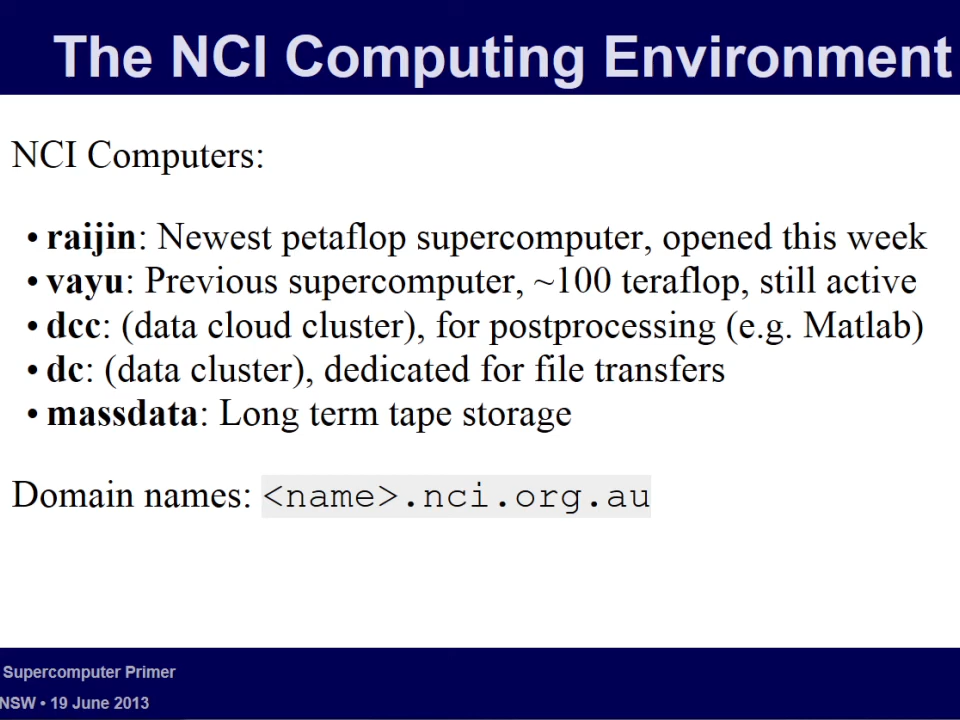 The NCI Computing Environment
NCI Computers:
• raijin: Newest petaflop supercomputer, opened this week
• vayu: Previous supercomputer, ~100 teraflop, still active
• dcc: (data cloud cluster), for postprocessing (e.g. Matlab)
• dc: (data cluster), dedicated for file transfers
• massdata: Long term tape storage
Domain names: <name>.nci.org.au
Supercomputer Primer
NSW • 19 June 2013